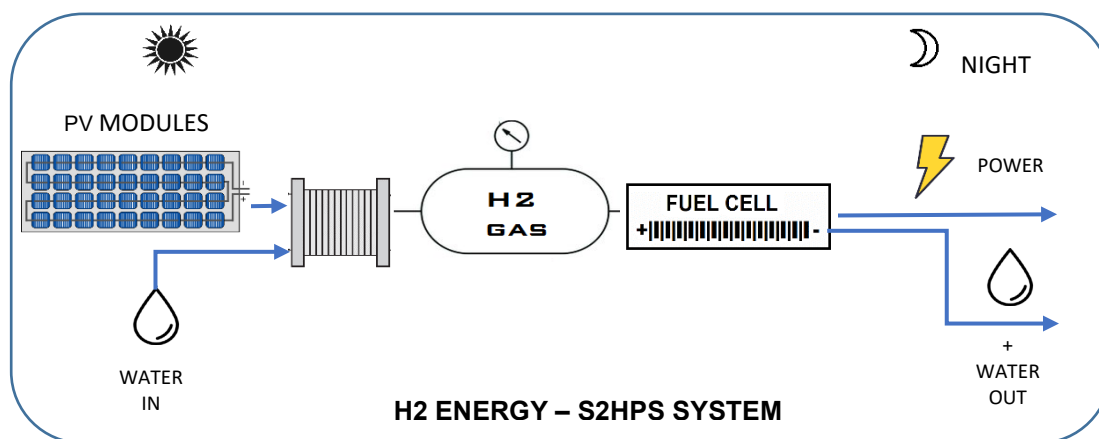 NIGHT
PV MODULES
POWER
-
+
H2
GAS
FUEL CELL
+ -
WATER
IN
+
WATER
OUT
H2 ENERGY – S2HPS SYSTEM